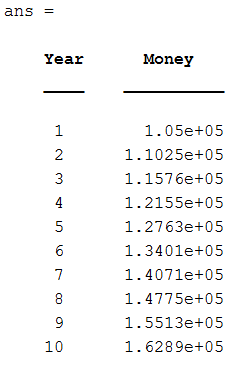 ans =
Year Money
1 1.05e+05
2 1.1025e+05
3 1.1576e+05
4 1.2155e+05
5 1.2763e+05
6 1.3401e+05
7 1.4071e+05
8 1.4775e+05
9 1.5513e+05
10 1.6289e+05